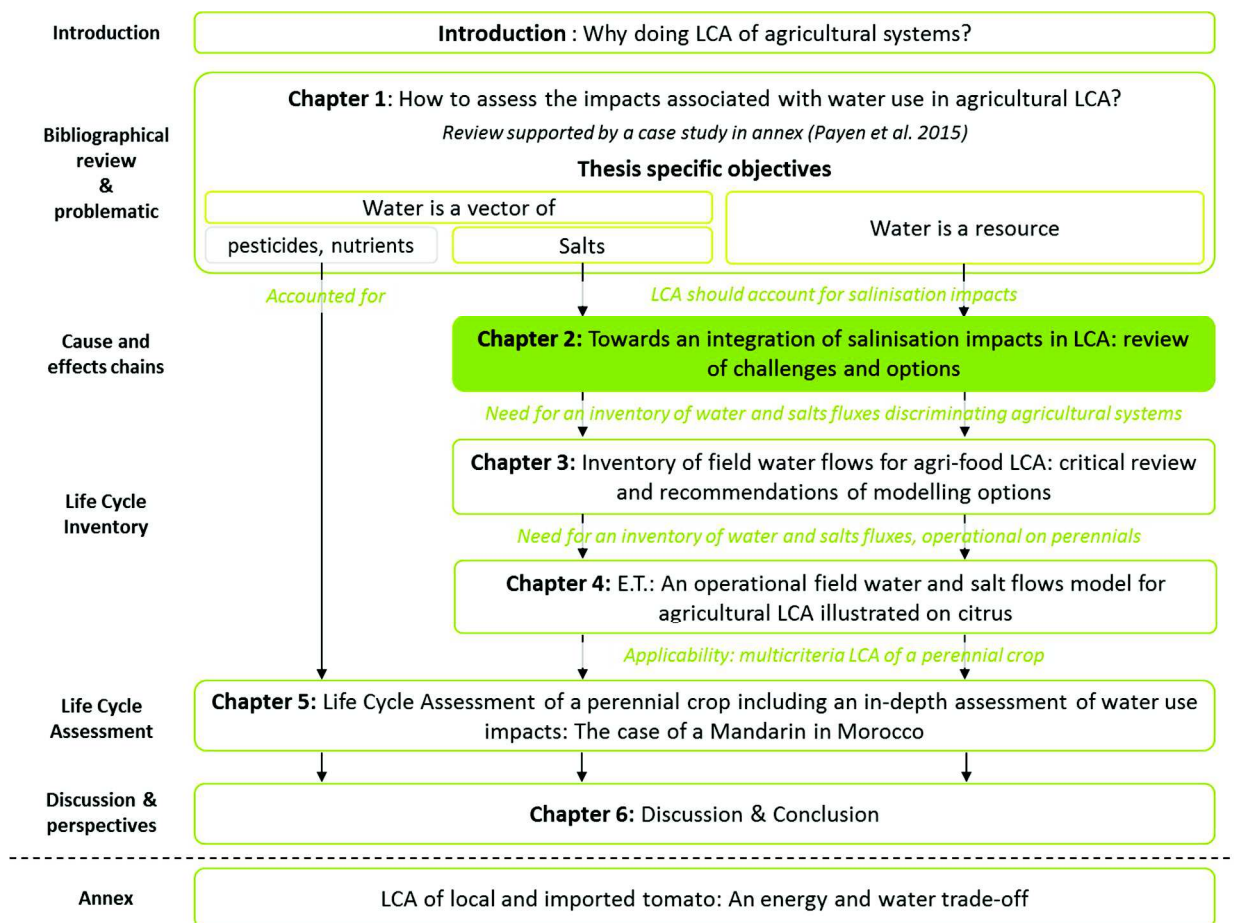 Introduction
Introduction : Why doing LCA of agricultural systems?
Bibliographical
review
&
problematic
Chapter 1: How to assess the impacts associated with water use in agricultural LCA?
Review supported by a case study in annex (Payen et al. 2015)
Thesis specific objectives
Water is a vector of
pesticides, nutrients
Salts
Water is a resource
Accounted for
LCA should account for salinisation impacts
Cause and
effects chains
Chapter 2: Towards an integration of salinisation impacts in LCA: review
of challenges and options
Need for an inventory of water and salts fluxes discriminating agricultural systems
Life Cycle
Inventory
Chapter 3: Inventory of field water flows for agri-food LCA: critical review
and recommendations of modelling options
Need for an inventory of water and salts fluxes, operational on perennials
Chapter 4: E.T.: An operational field water and salt flows model for
agricultural LCA illustrated on citrus
Applicability: multicriteria LCA of a perennial crop
Life Cycle
Assessment
Chapter 5: Life Cycle Assessment of a perennial crop including an in-depth assessment of water use
impacts: The case of a Mandarin in Morocco
Discussion &
perspectives
Chapter 6: Discussion & Conclusion
Annex
LCA of local and imported tomato: An energy and water trade-off